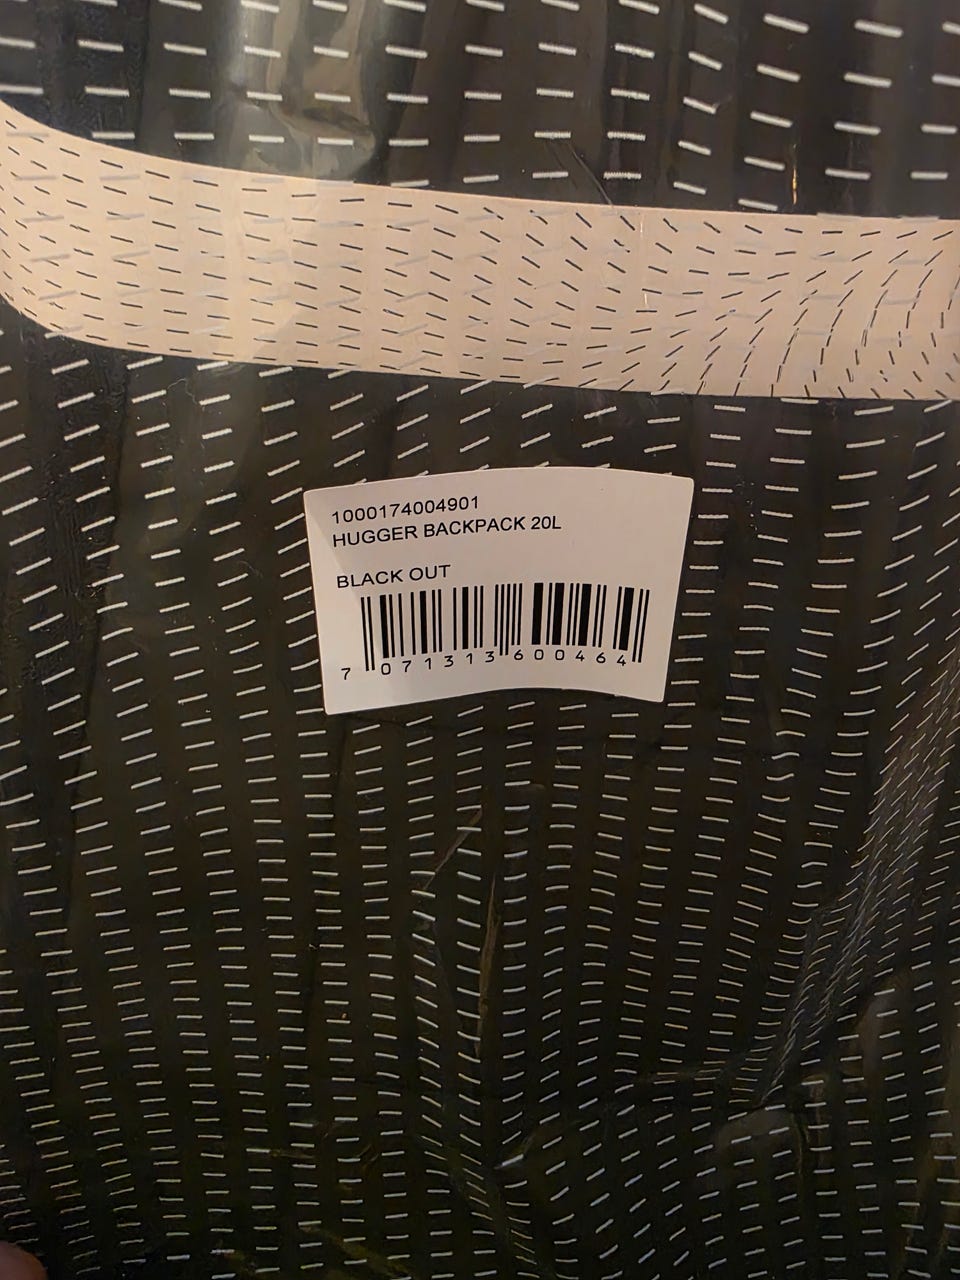 1000174004901
HUGGER BACKPACK 20L
BLACK OUT
7 071313 600464